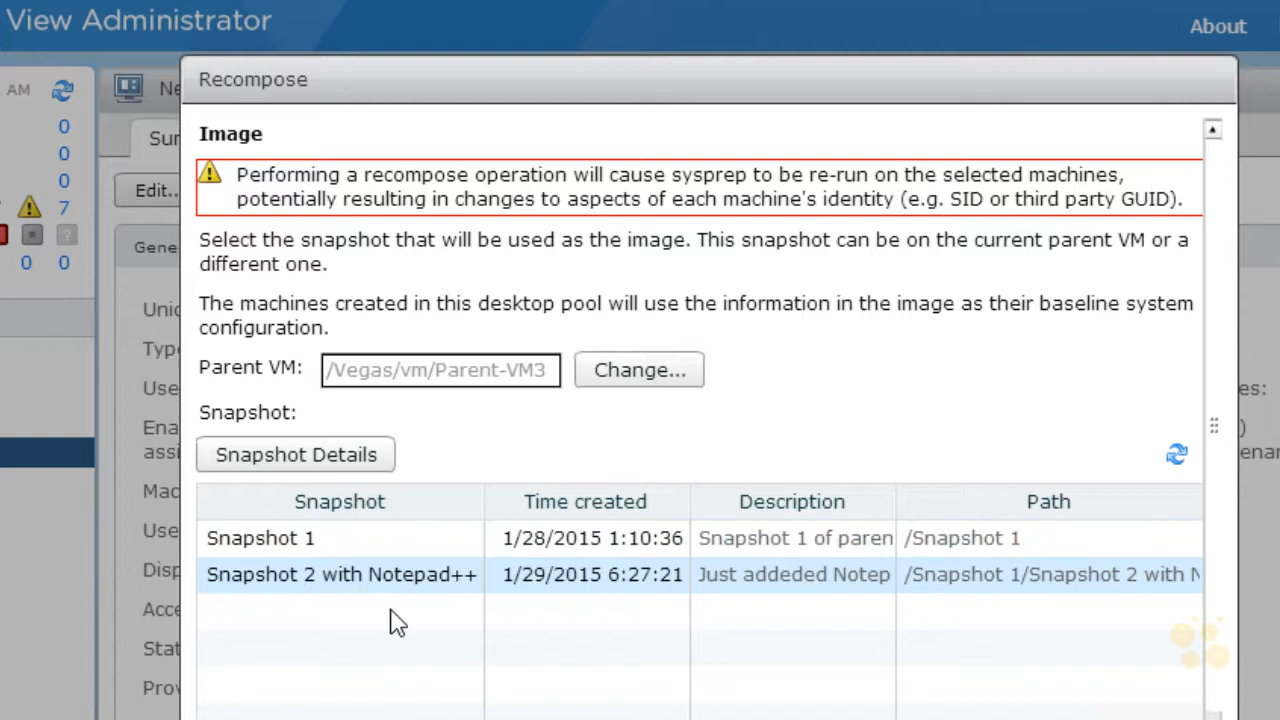 View Administrator
About
AM
Recompose
Image
0
0
0
7
0 0
Edit..
Performing a recompose operation will cause sysprep to be re-run on the selected machines,
potentially resulting in changes to aspects of each machine's identity (e.g. SID or third party GUID).
Select the snapshot that will be used as the image. This snapshot can be on the current parent VM or a
different one.
The machines created in this desktop pool will use the information in the image as their baseline system
configuration.
Parent VM: /Vegas/vm/Parent-VM3 Change...
Snapshot:
Snapshot Details
Snapshot Time created Description Path
Snapshot 1 1/28/2015 1:10:36 Snapshot 1 of paren /Snapshot 1
Snapshot 2 with Notepad++ 1/29/2015 6:27:21 Just addeded Notep /Snapshot 1/Snapshot 2 with N